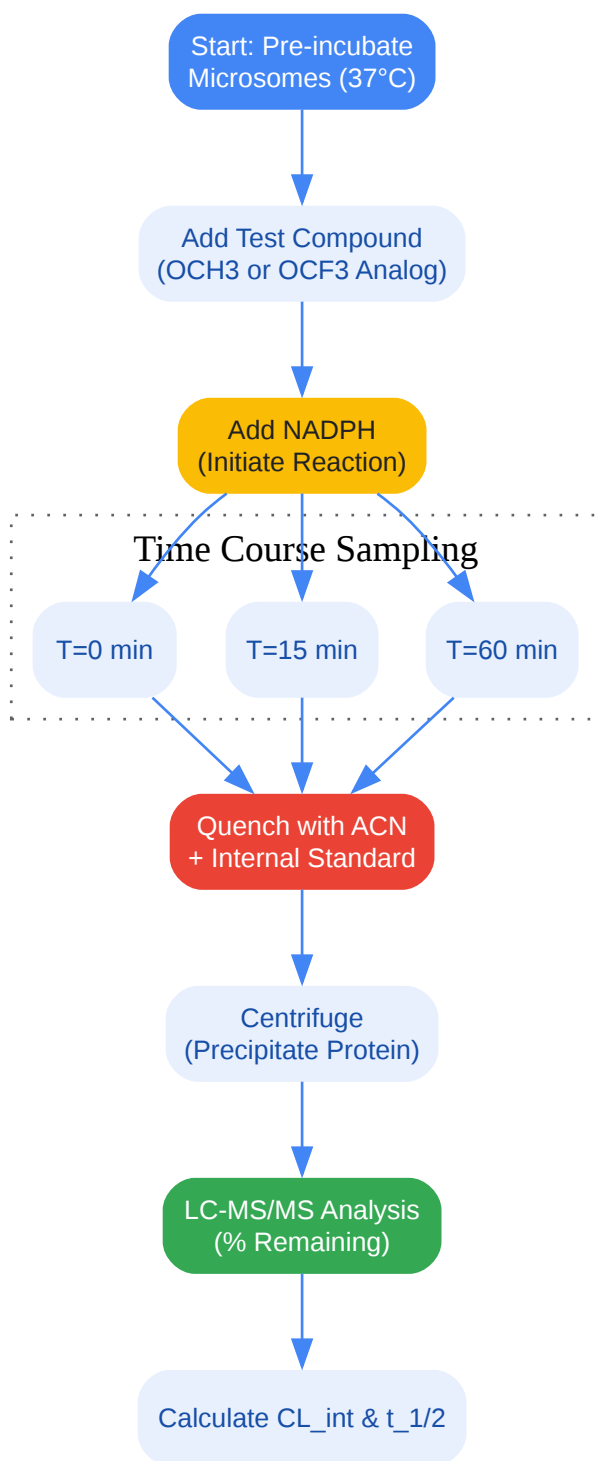 Start: Pre-incubate
Microsomes (37°C)
Add Test Compound
(OCH3 or OCF3 Analog)
Add NADPH
(Initiate Reaction)
Time Course Sampling
T=0 min
T=15 min
T=60 min
Quench with ACN
+ Internal Standard
Centrifuge
(Precipitate Protein)
LC-MS/MS Analysis
(% Remaining)
Calculate CL_int & t_1/2